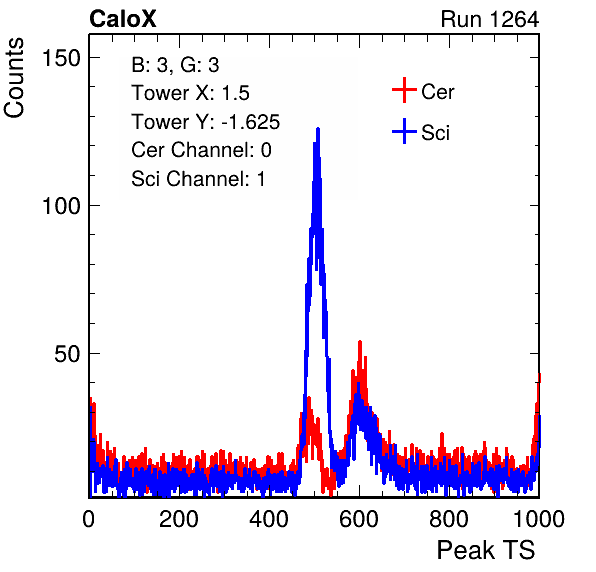 CaloX Run 1264
Counts
150
100
50
B: 3, G: 3
Tower X: 1.5
Tower Y: -1.625
Cer Channel: 0
Sci Channel: 1
Cer
Sci
0 200 400 600 800 1000
Peak TS